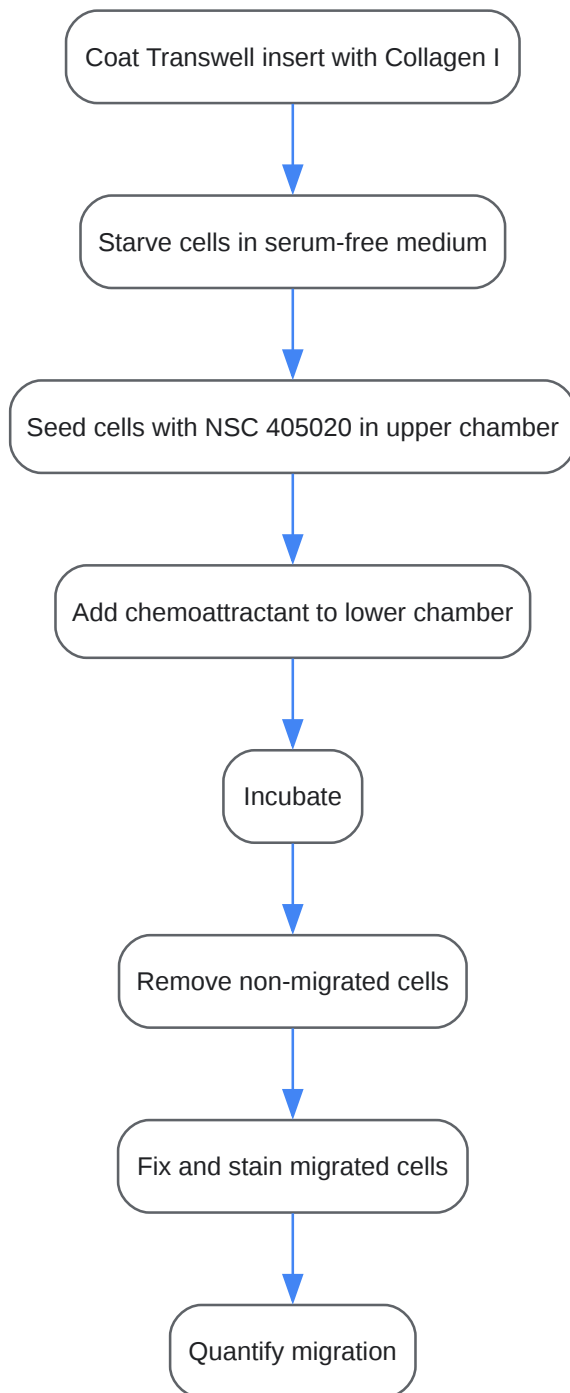 Coat Transwell insert with Collagen I
Starve cells in serum-free medium
Seed cells with NSC 405020 in upper chamber
Add chemoattractant to lower chamber
Incubate
Remove non-migrated cells
Fix and stain migrated cells
Quantify migration